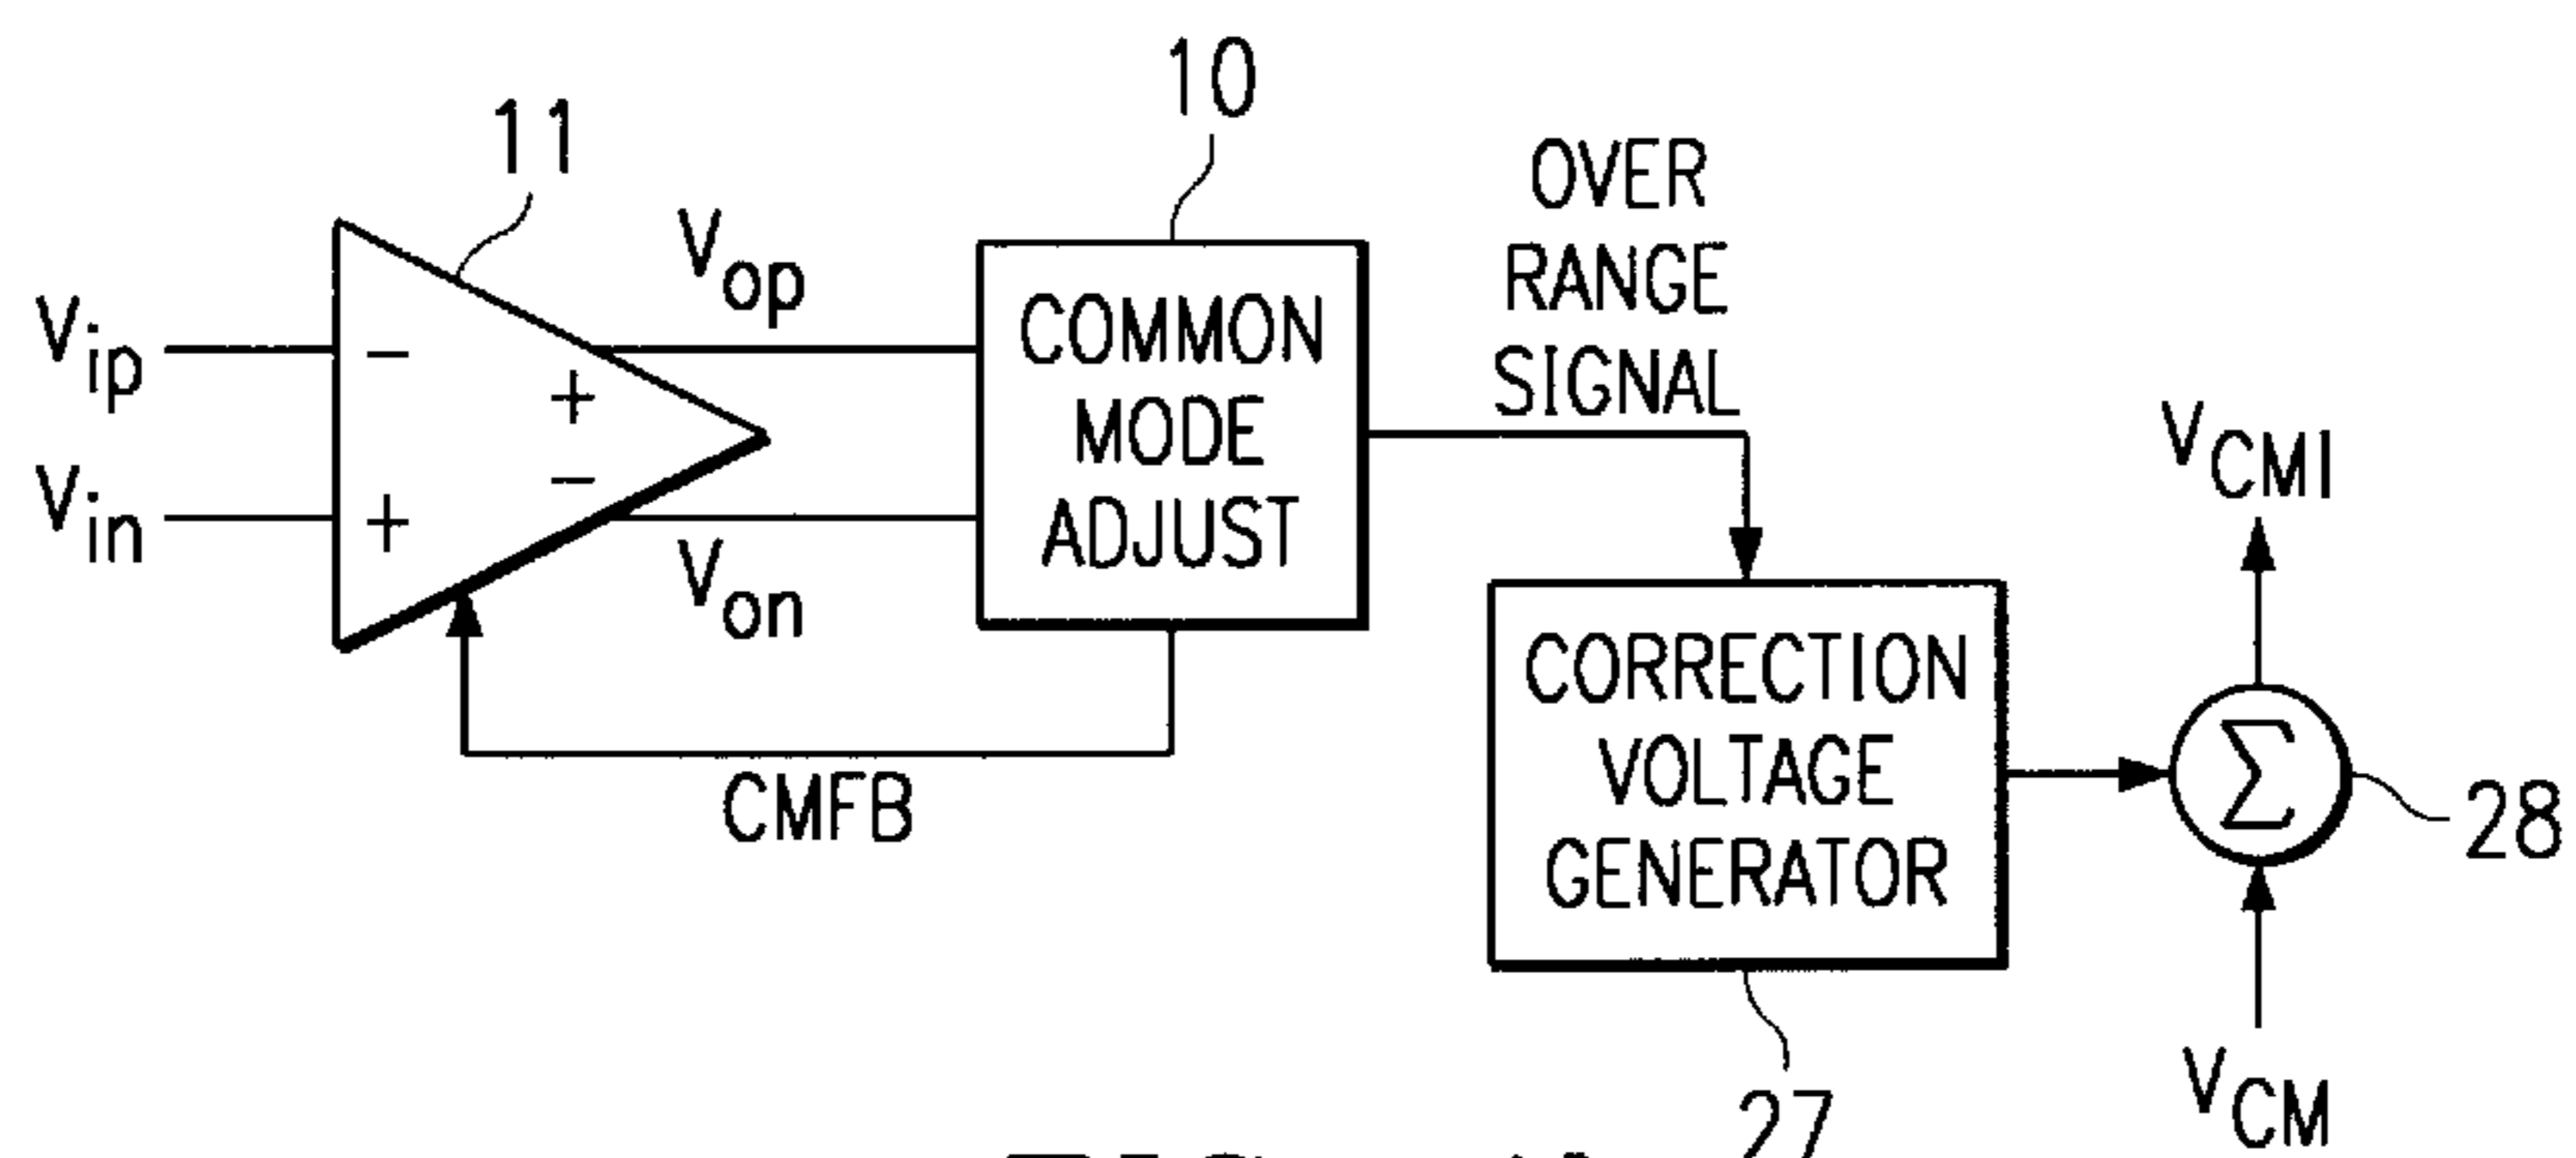 11
10
V_ip
V_in
−
+
+
−
V_op
V_on
COMMON
MODE
ADJUST
OVER
RANGE
SIGNAL
CMFB
CORRECTION
VOLTAGE
GENERATOR
27
V_CMI
Σ
28
V_CM